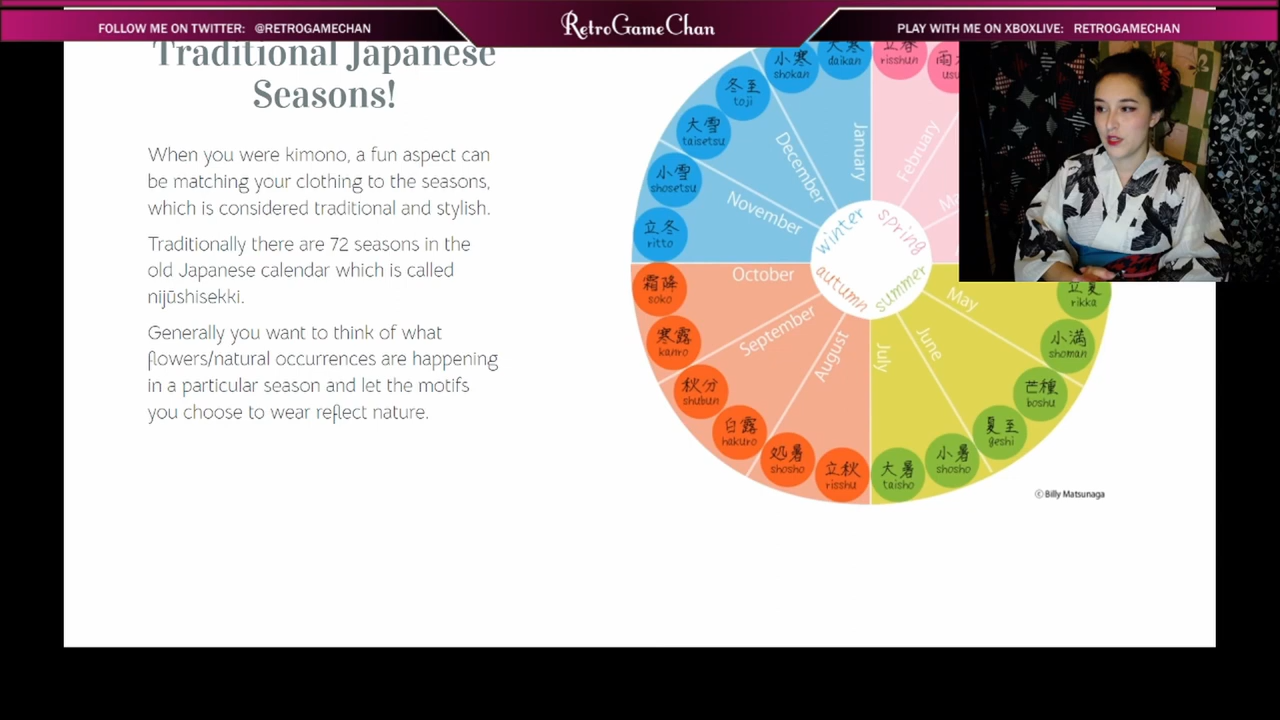 FOLLOW ME ON TWITTER: @RETROGAMECHAN
RetroGameChan
PLAY WITH ME ON XBOXLIVE: RETROGAMECHAN
Traditional Japanese
Seasons!
When you were kimono, a fun aspect can
be matching your clothing to the seasons,
which is considered traditional and stylish.
Traditionally there are 72 seasons in the
old Japanese calendar which is called
nijūshisekki.
Generally you want to think of what
flowers/natural occurrences are happening
in a particular season and let the motifs
you choose to wear reflect nature.
大寒
daikan
小寒
shokan
冬至
toji
大雪
taisetsu
小雪
shosetsu
立冬
ritto
霜降
soko
寒露
kanro
秋分
shubun
白露
hakuro
処暑
shosho
立秋
risshu
大暑
taisho
小暑
shosho
夏至
geshi
芒種
boshu
小満
shoman
立夏
rikka
立春
risshun
January
February
May
June
July
August
September
October
November
December
winter
spring
summer
autumn
© Billy Matsunaga